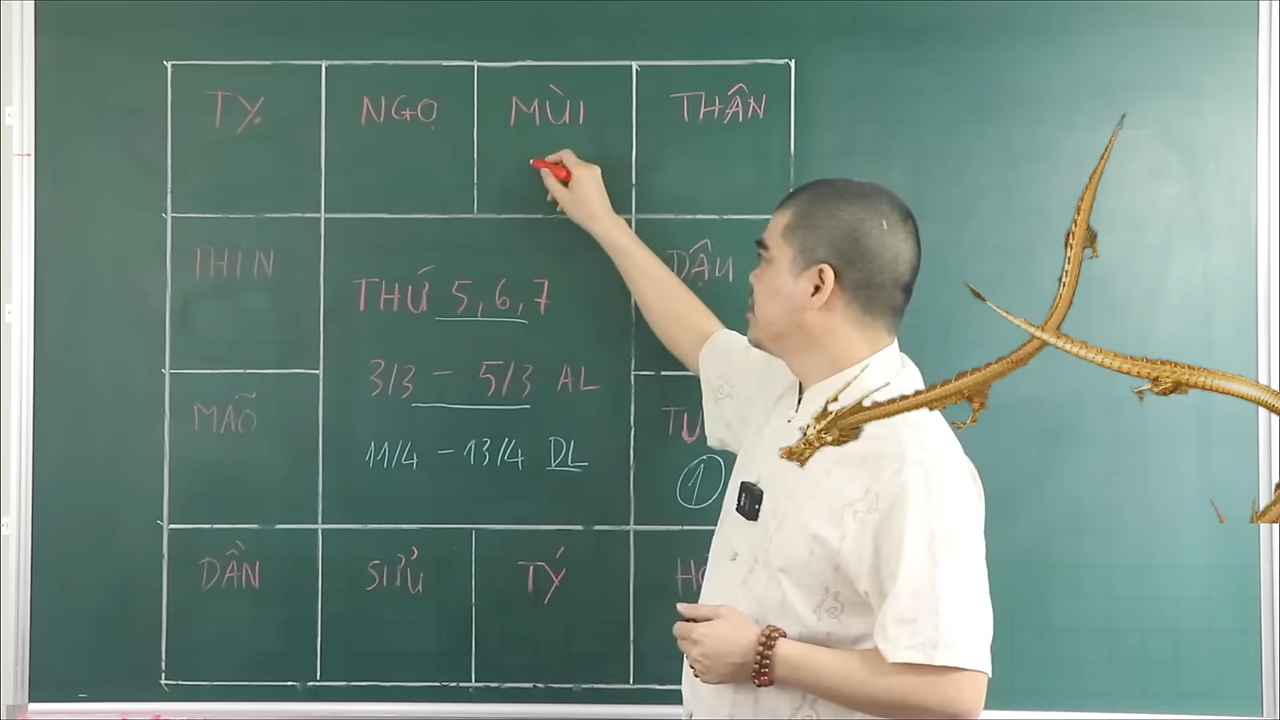 TỴ NGỌ MÙI THÂN
THÌN DẬU
THỨ 5,6,7
3/3 - 5/3 AL
MÃO
11/4 - 13/4 DL
1
DẦN SỬU TÝ